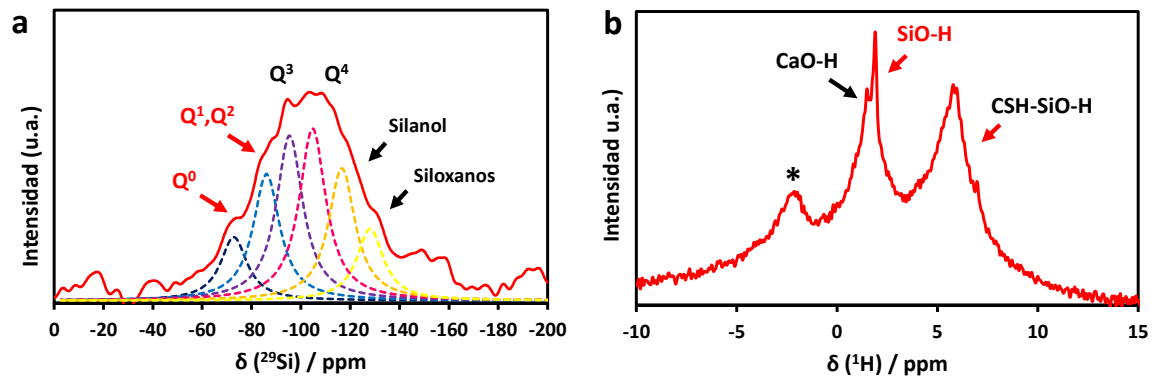 a
Q³ Q⁴
Q¹,Q²
Silanol
Q⁰
Siloxanos
Intensidad (u.a.)
0 -20 -40 -60 -80 -100 -120 -140 -160 -180 -200
δ (²⁹Si) / ppm
b
SiO-H
CaO-H
CSH-SiO-H
*
Intensidad u.a.)
-10 -5 0 5 10 15
δ (¹H) / ppm